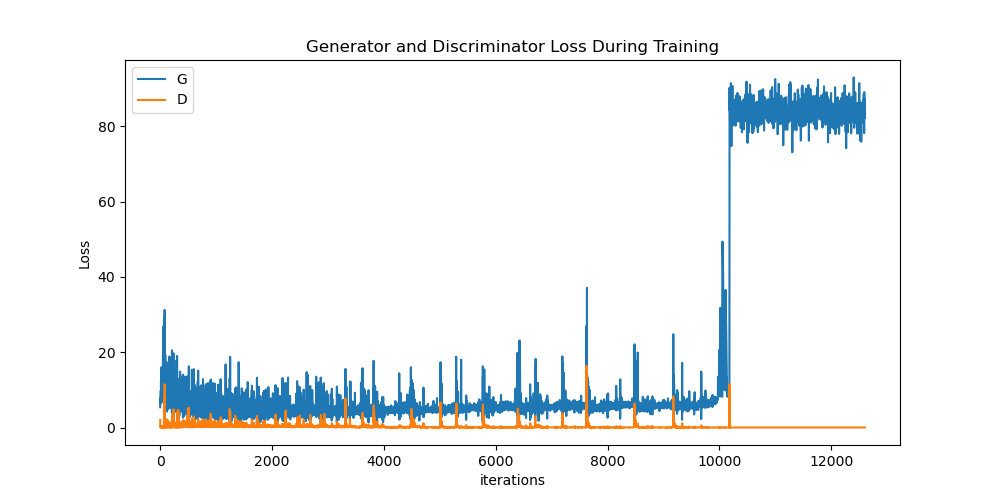 Generator and Discriminator Loss During Training
G
D
Loss
80
60
40
20
0
0 2000 4000 6000 8000 10000 12000
iterations